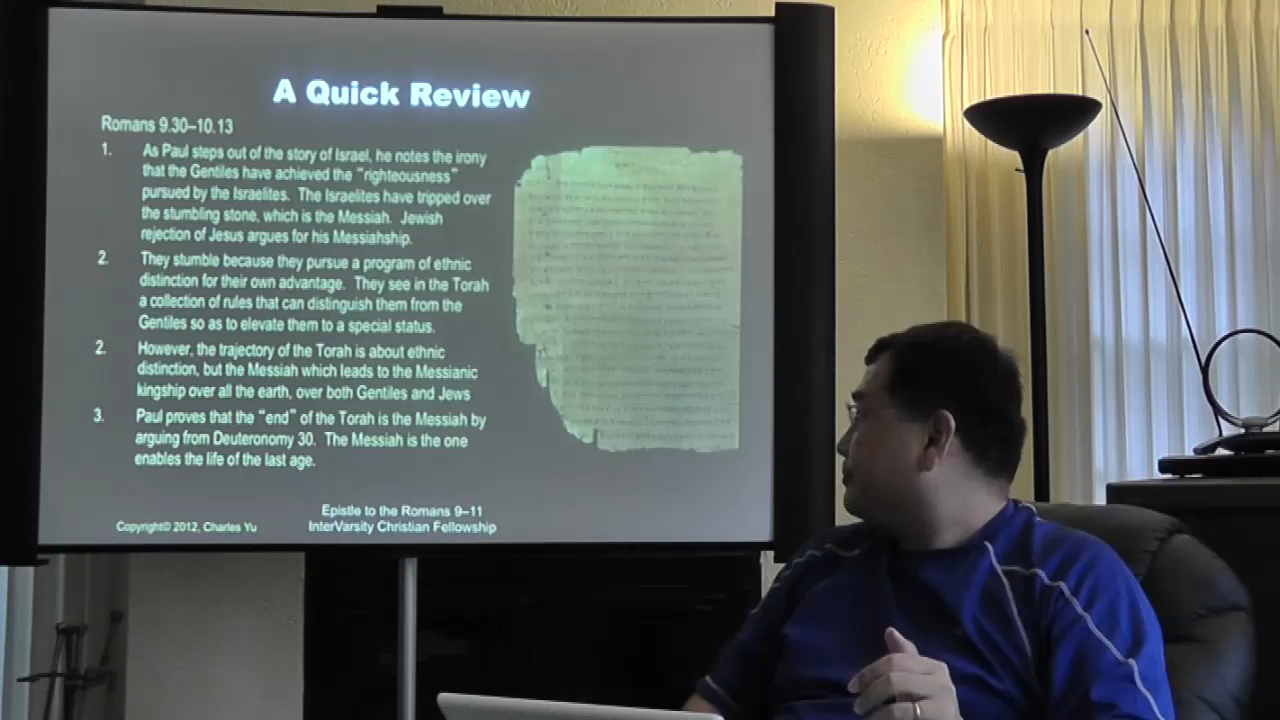 A Quick Review
Romans 9.30–10.13
1. As Paul steps out of the story of Israel, he notes the irony
that the Gentiles have achieved the "righteousness"
pursued by the Israelites. The Israelites have tripped over
the stumbling stone, which is the Messiah. Jewish
rejection of Jesus argues for his Messiahship.
2. They stumble because they pursue a program of ethnic
distinction for their own advantage. They see in the Torah
a collection of rules that can distinguish them from the
Gentiles so as to elevate them to a special status.
2. However, the trajectory of the Torah is about ethnic
distinction, but the Messiah which leads to the Messianic
kingship over all the earth, over both Gentiles and Jews
3. Paul proves that the "end" of the Torah is the Messiah by
arguing from Deuteronomy 30. The Messiah is the one
enables the life of the last age.
Epistle to the Romans 9–11
Copyright© 2012, Charles Yu
InterVarsity Christian Fellowship